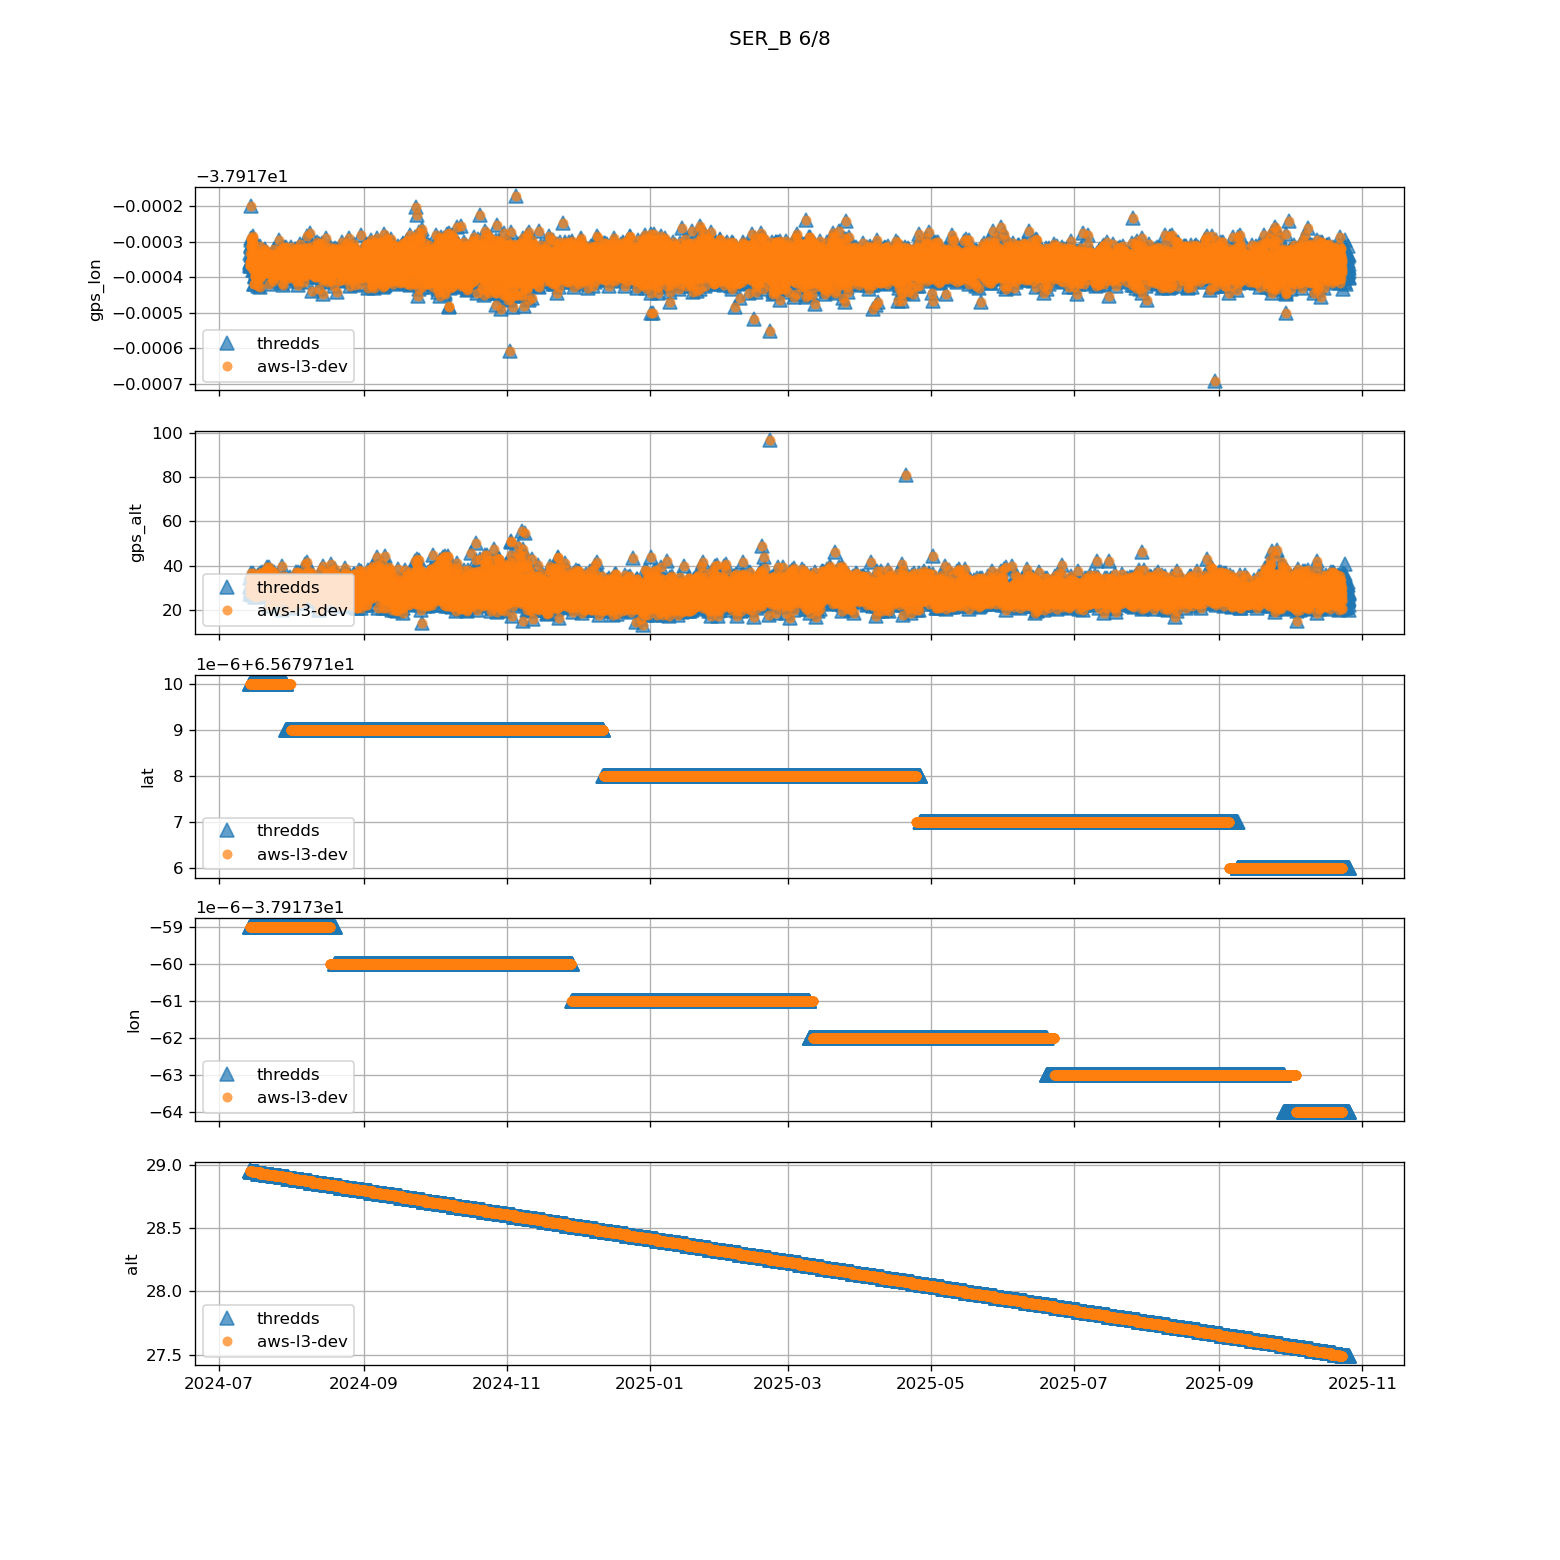 SER_B 6/8
−3.7917e1
−0.0002
−0.0003
−0.0004
−0.0005
−0.0006
−0.0007
gps_lon
thredds
aws-l3-dev
100
80
60
40
20
gps_alt
thredds
aws-l3-dev
1e−6+6.567971e1
10
9
8
7
6
lat
thredds
aws-l3-dev
1e−6−3.79173e1
−59
−60
−61
−62
−63
−64
lon
thredds
aws-l3-dev
29.0
28.5
28.0
27.5
alt
thredds
aws-l3-dev
2024-07 2024-09 2024-11 2025-01 2025-03 2025-05 2025-07 2025-09 2025-11